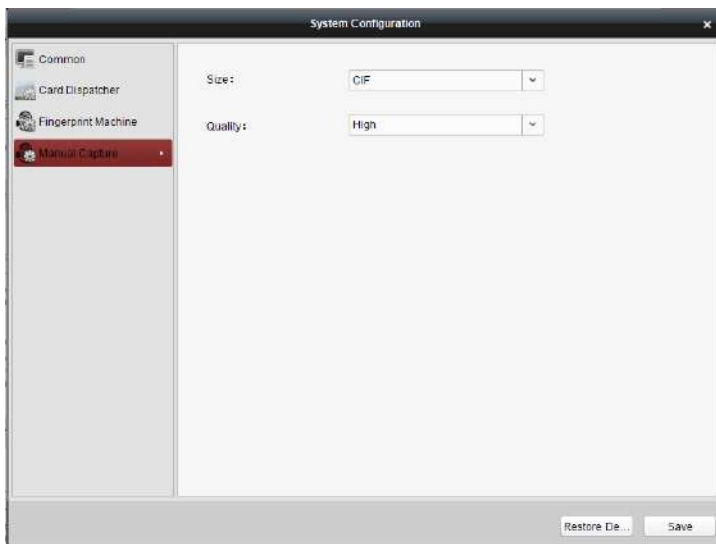 System Configuration
Common
Card Dispatcher
Fingerprint Machine
Manual Capture
Size:
CIF
Quality:
High
Restore De...
Save